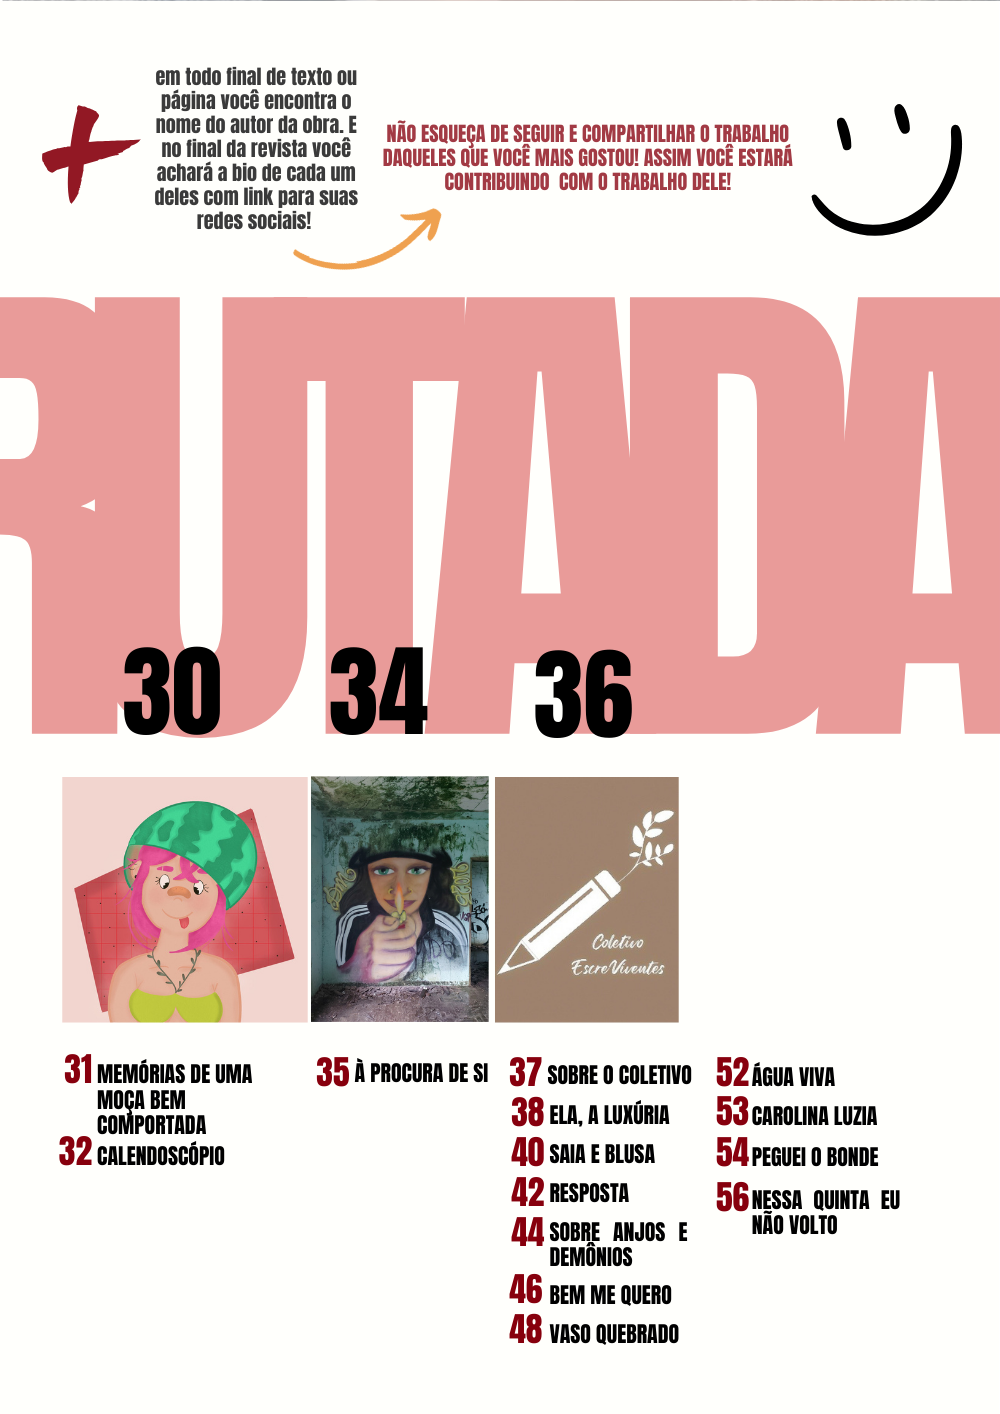 em todo final de texto ou
página você encontra o
nome do autor da obra. E
no final da revista você
achará a bio de cada um
deles com link para suas
redes sociais!
NÃO ESQUEÇA DE SEGUIR E COMPARTILHAR O TRABALHO
DAQUELES QUE VOCÊ MAIS GOSTOU! ASSIM VOCÊ ESTARÁ
CONTRIBUINDO COM O TRABALHO DELE!
RUTADA
30
34
36
Coletivo
EscreViventes
31 MEMÓRIAS DE UMA
MOÇA BEM
COMPORTADA
32 CALENDOSCÓPIO
35 À PROCURA DE SI
37 SOBRE O COLETIVO
38 ELA, A LUXÚRIA
40 SAIA E BLUSA
42 RESPOSTA
44 SOBRE ANJOS E
DEMÔNIOS
46 BEM ME QUERO
48 VASO QUEBRADO
52 ÁGUA VIVA
53 CAROLINA LUZIA
54 PEGUEI O BONDE
56 NESSA QUINTA EU
NÃO VOLTO